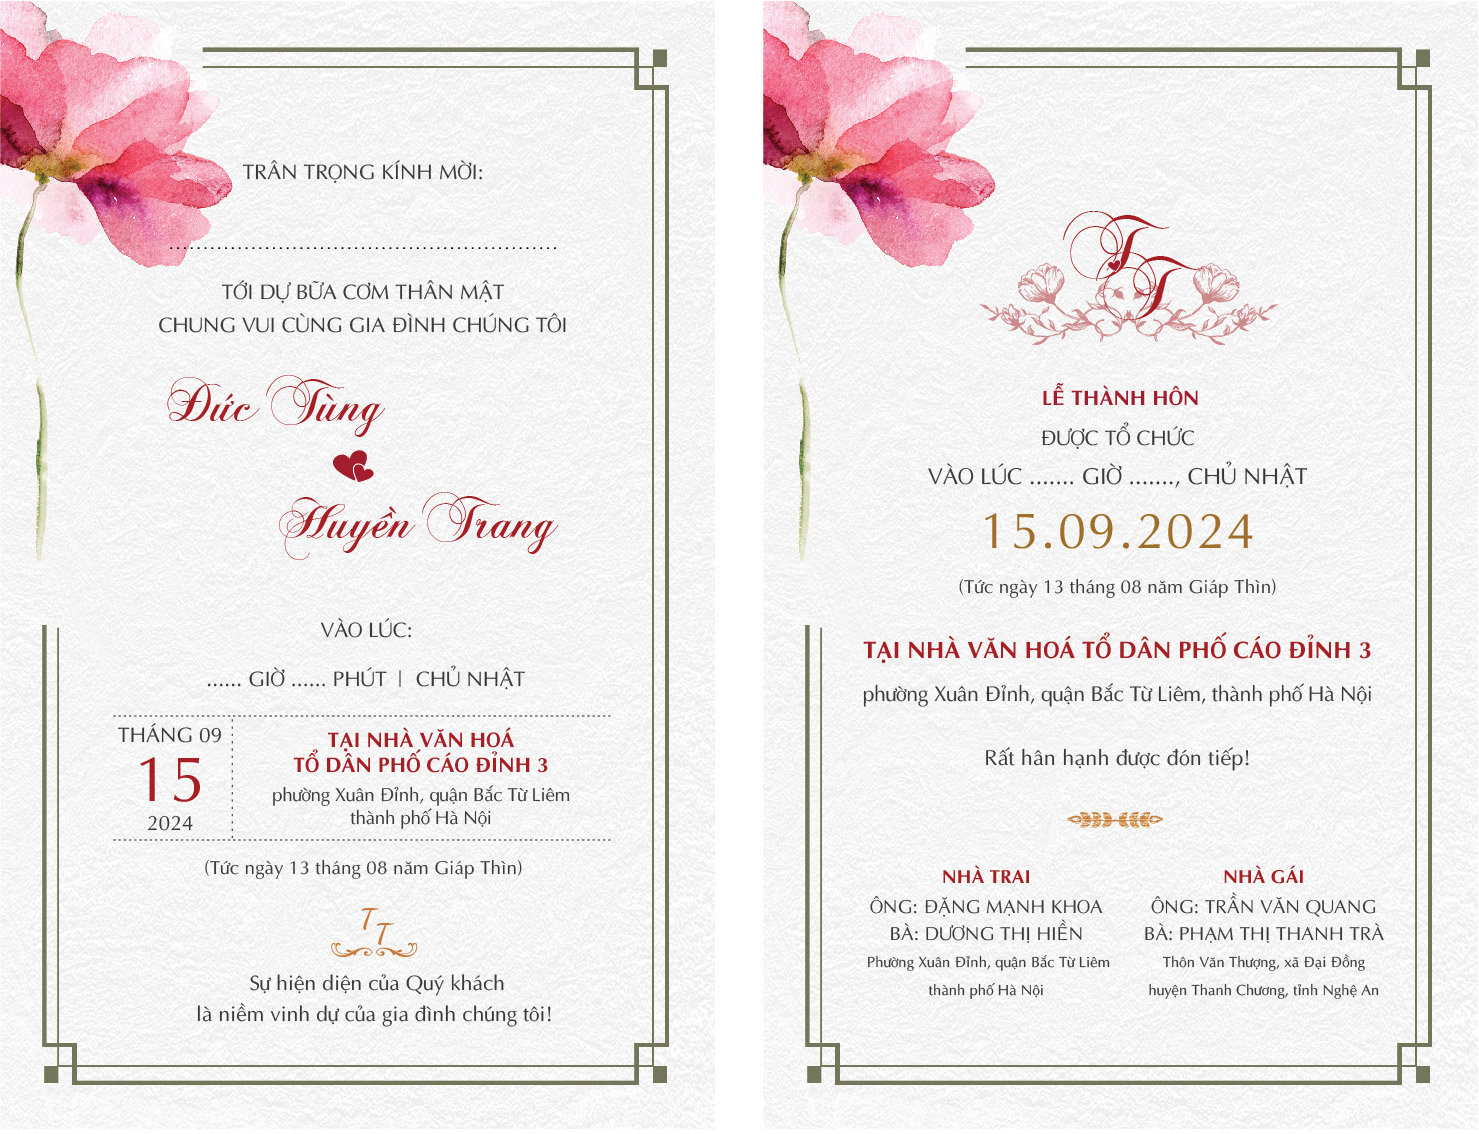 TRÂN TRỌNG KÍNH MỜI:
......................................................
TỚI DỰ BỮA CƠM THÂN MẬT
CHUNG VUI CÙNG GIA ĐÌNH CHÚNG TÔI
Đức Tùng
Huyền Trang
VÀO LÚC:
...... GIỜ ...... PHÚT | CHỦ NHẬT
THÁNG 09
15
2024
TẠI NHÀ VĂN HOÁ
TỔ DÂN PHỐ CÁO ĐỈNH 3
phường Xuân Đỉnh, quận Bắc Từ Liêm
thành phố Hà Nội
(Tức ngày 13 tháng 08 năm Giáp Thìn)
T
T
Sự hiện diện của Quý khách
là niềm vinh dự của gia đình chúng tôi!
T
T
LỄ THÀNH HÔN
ĐƯỢC TỔ CHỨC
VÀO LÚC ....... GIỜ ......., CHỦ NHẬT
15.09.2024
(Tức ngày 13 tháng 08 năm Giáp Thìn)
TẠI NHÀ VĂN HOÁ TỔ DÂN PHỐ CÁO ĐỈNH 3
phường Xuân Đỉnh, quận Bắc Từ Liêm, thành phố Hà Nội
Rất hân hạnh được đón tiếp!
NHÀ TRAI
ÔNG: ĐẶNG MẠNH KHOA
BÀ: DƯƠNG THỊ HIỀN
Phường Xuân Đỉnh, quận Bắc Từ Liêm
thành phố Hà Nội
NHÀ GÁI
ÔNG: TRẦN VĂN QUANG
BÀ: PHẠM THỊ THANH TRÀ
Thôn Văn Thượng, xã Đại Đồng
huyện Thanh Chương, tỉnh Nghệ An